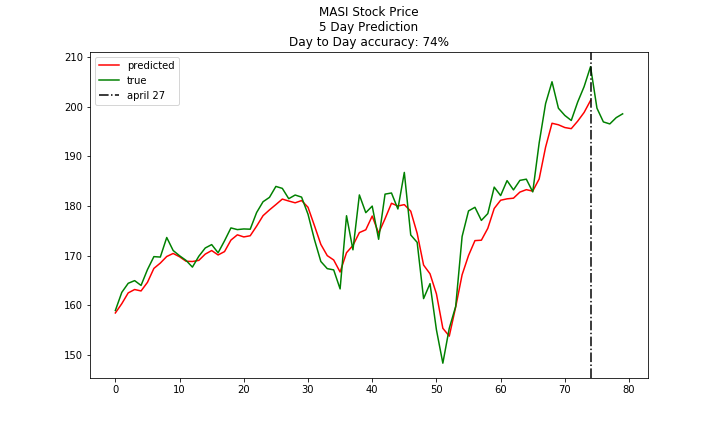 MASI Stock Price
5 Day Prediction
Day to Day accuracy: 74%
predicted
true
april 27
210
200
190
180
170
160
150
0 10 20 30 40 50 60 70 80